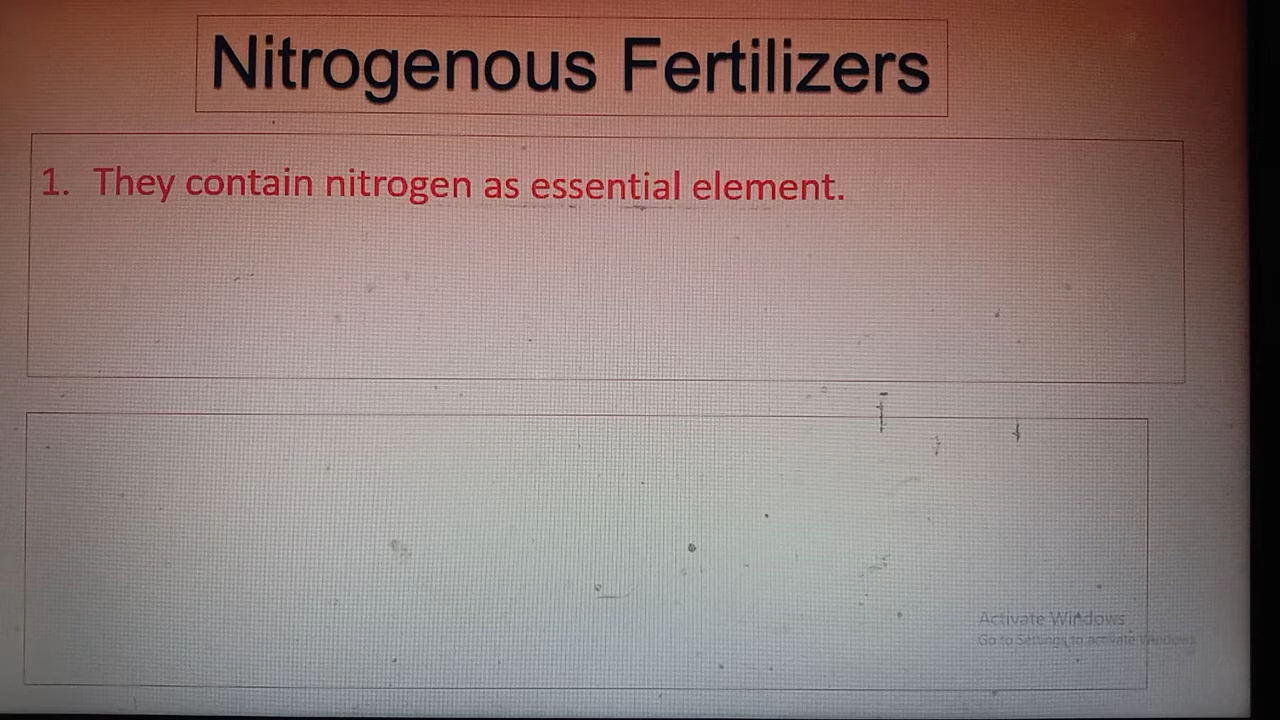 Nitrogenous Fertilizers
1. They contain nitrogen as essential element.
Activate Windows
Go to Settings to activate Windows.